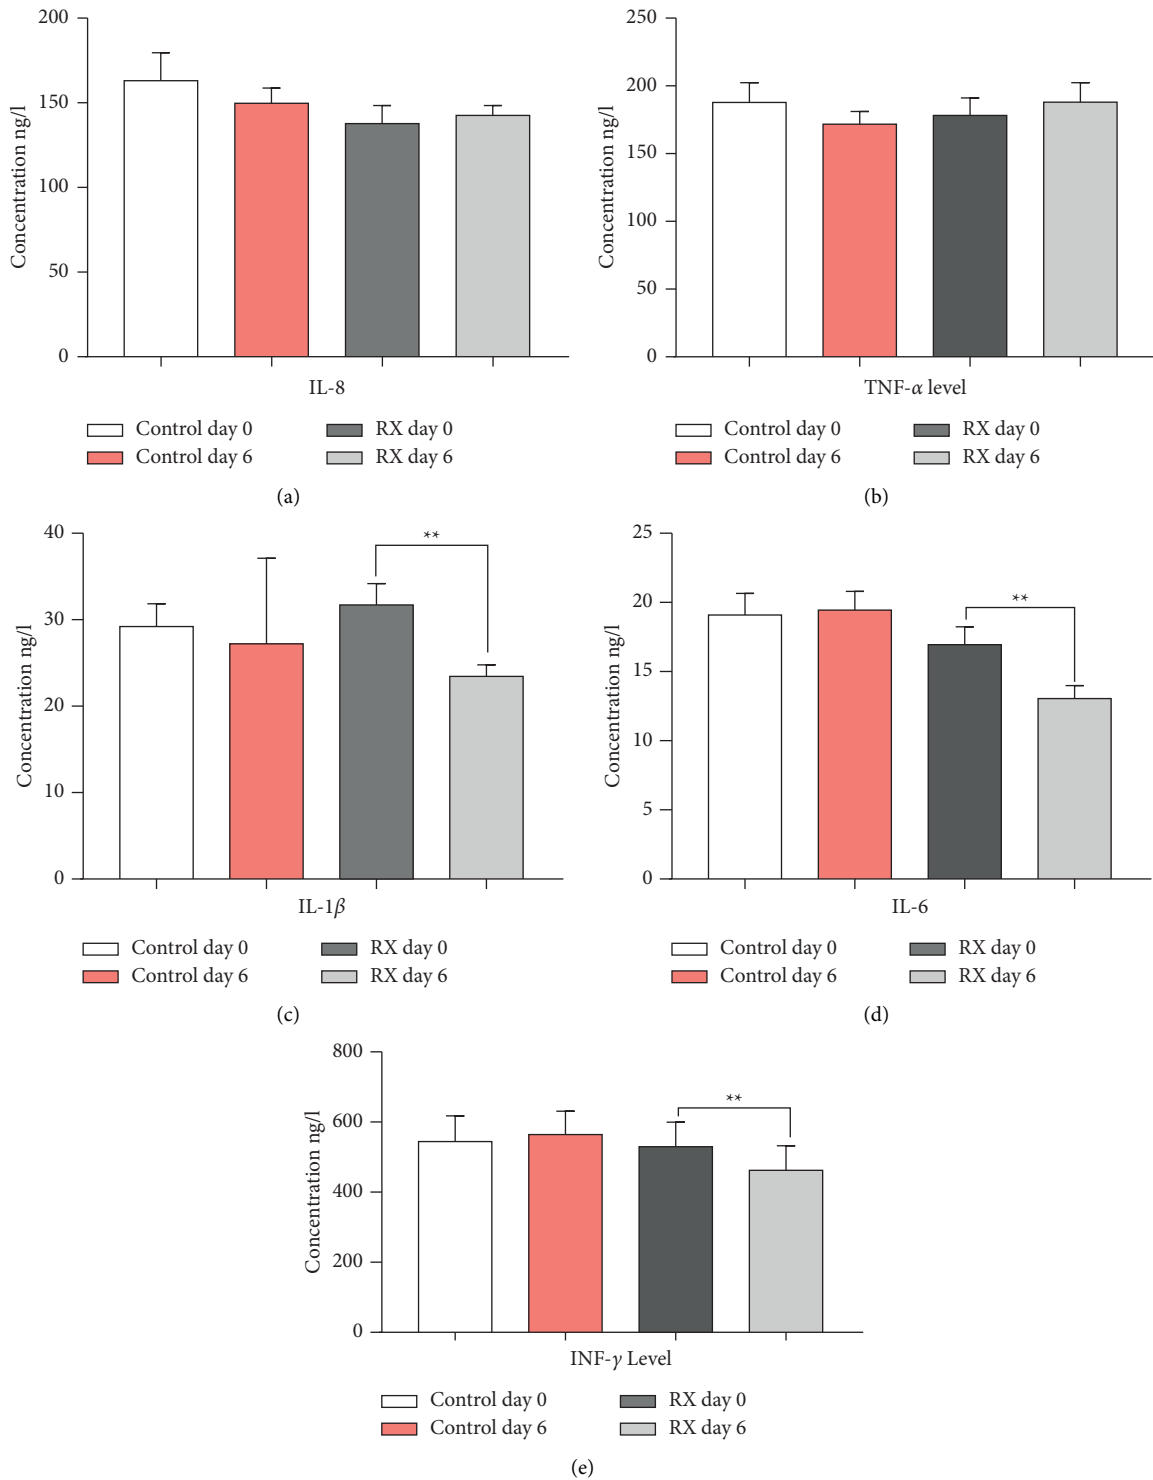 200
150
100
50
0
Concentration ng/l
IL-8
Control day 0
RX day 0
Control day 6
RX day 6
(a)
250
200
150
100
50
0
Concentration ng/l
TNF-α level
Control day 0
RX day 0
Control day 6
RX day 6
(b)
40
30
20
10
0
Concentration ng/l
**
IL-1β
Control day 0
RX day 0
Control day 6
RX day 6
(c)
25
20
15
10
5
0
Concentration ng/l
**
IL-6
Control day 0
RX day 0
Control day 6
RX day 6
(d)
800
600
400
200
0
Concentration ng/l
**
INF-γ Level
Control day 0
RX day 0
Control day 6
RX day 6
(e)